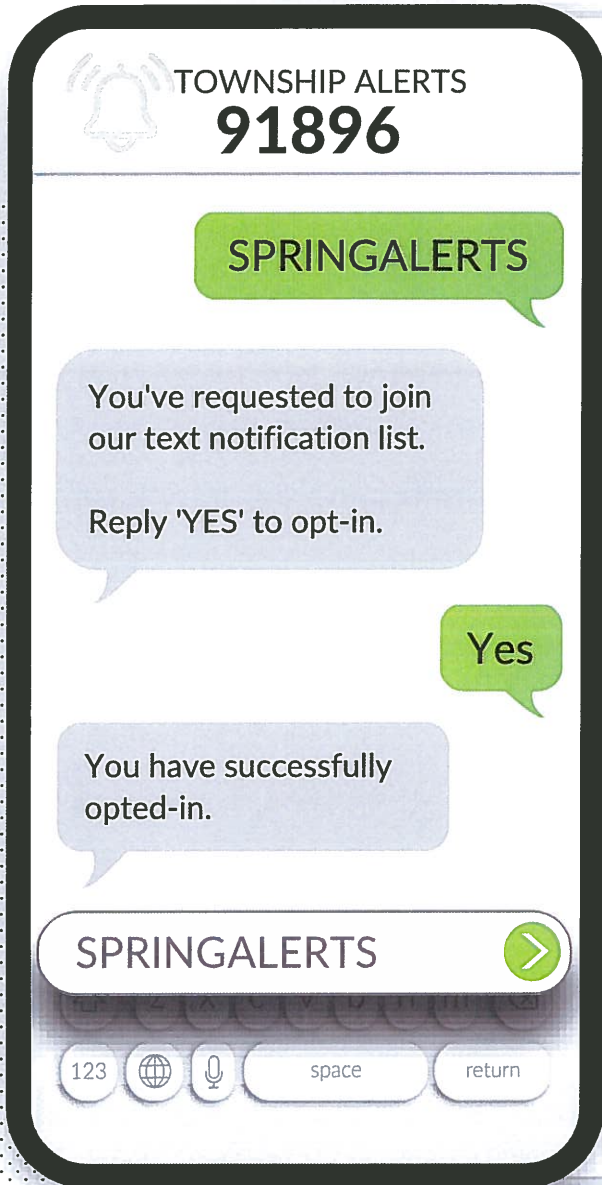 TOWNSHIP ALERTS
91896
SPRINGALERTS
You've requested to join
our text notification list.
Reply 'YES' to opt-in.
Yes
You have successfully
opted-in.
SPRINGALERTS
123
space
return